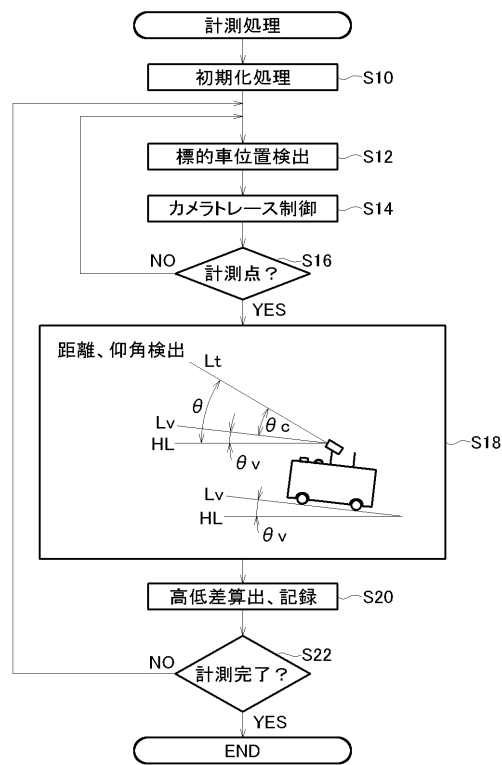 計測処理
初期化処理
S10
標的車位置検出
S12
カメラトレース制御
S14
計測点？
S16
NO
YES
距離、仰角検出
Lt
θ
θc
Lv
HL
θv
Lv
HL
θv
S18
高低差算出、記録
S20
計測完了？
S22
NO
YES
END